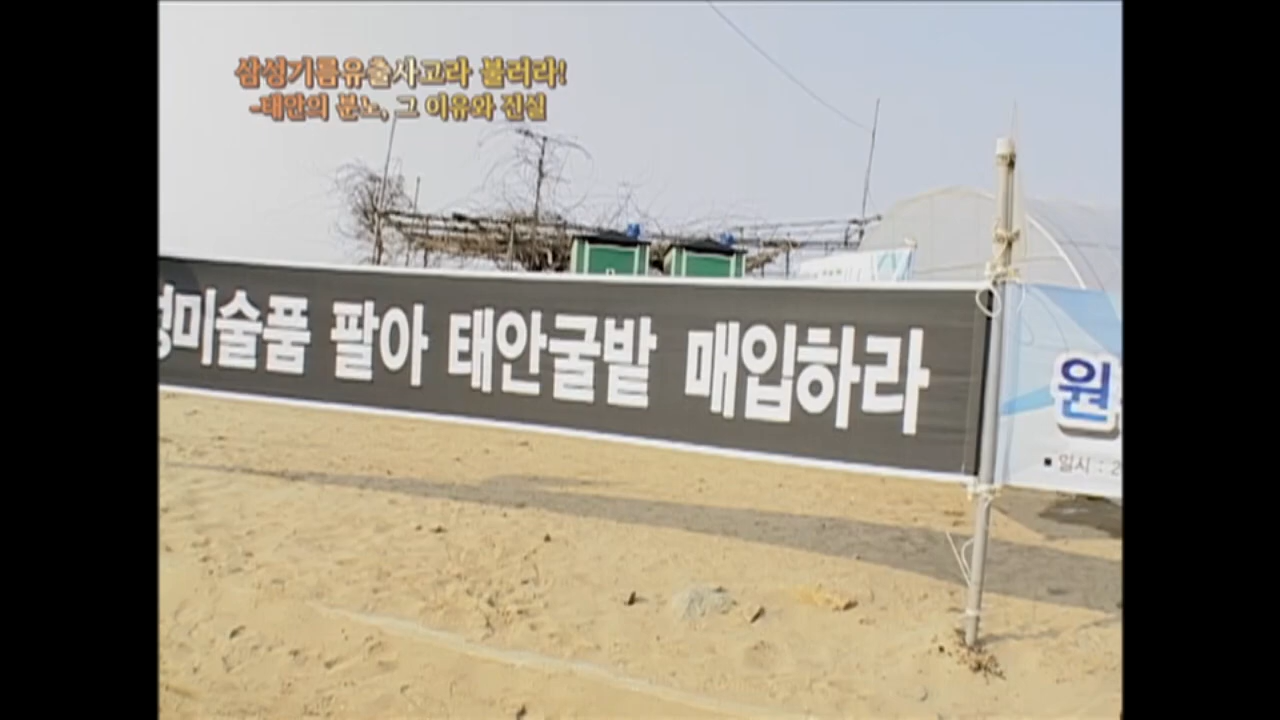 삼성기름유출사고라 불러라!
-태안의 분노, 그 이유와 진실
성미술품 팔아 태안굴밭 매입하라
원
■ 일시 : 2